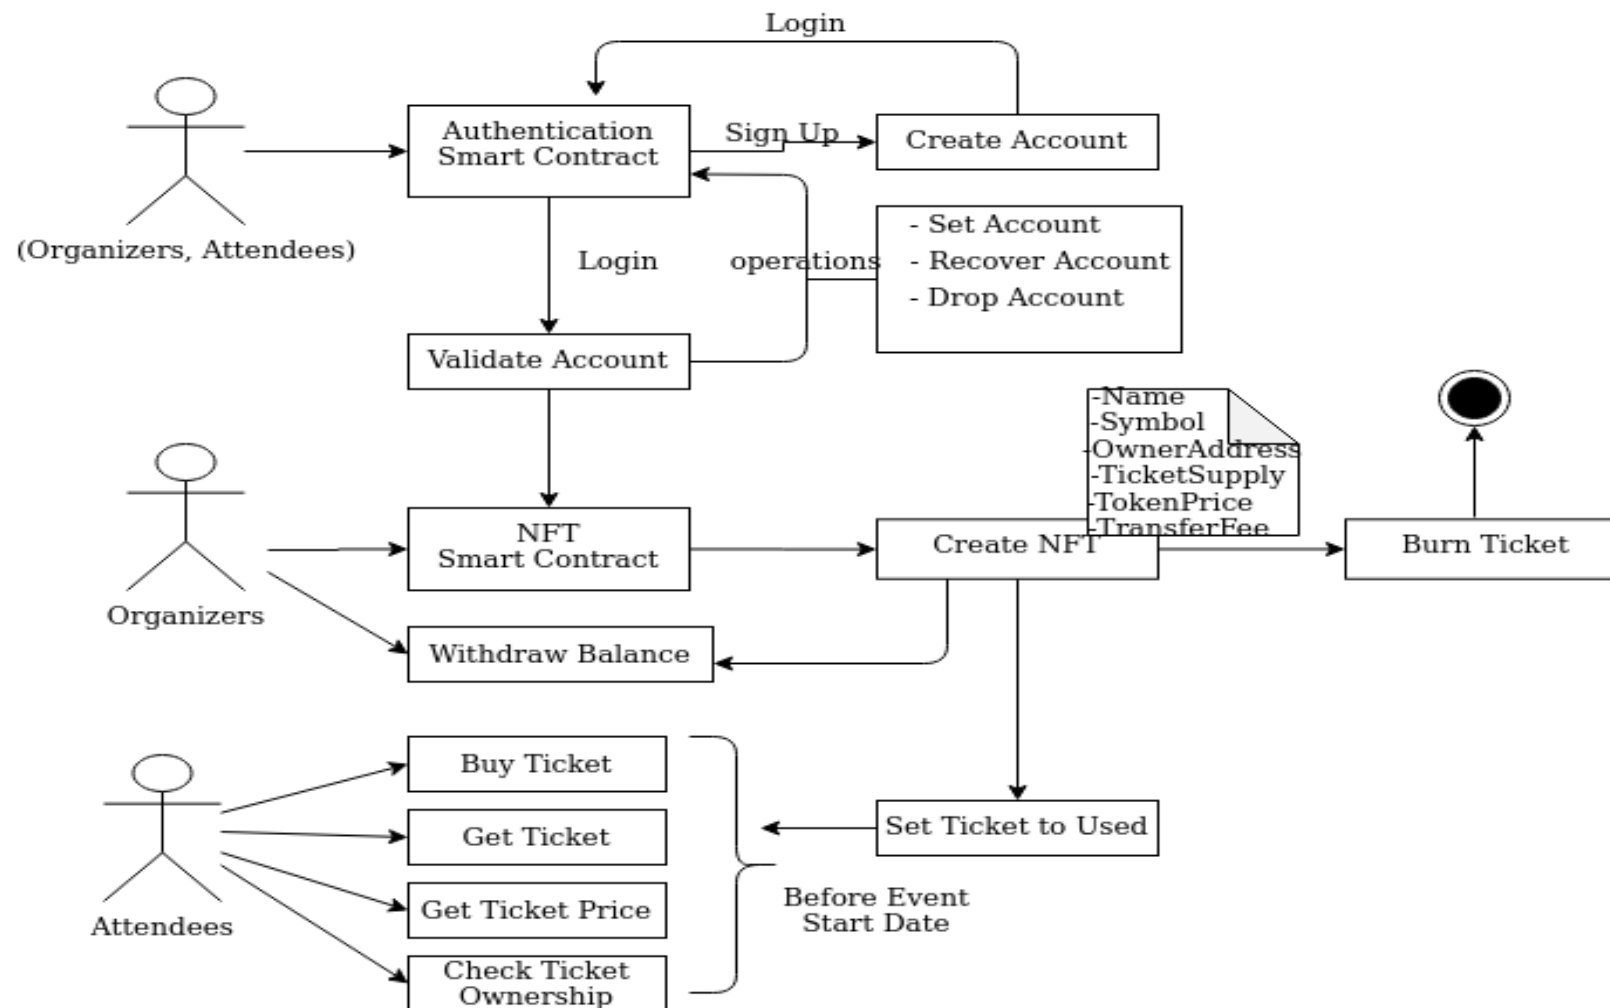 Login
Authentication
Smart Contract
Sign Up
Create Account
(Organizers, Attendees)
Login
operations
- Set Account
- Recover Account
- Drop Account
Validate Account
-Name
-Symbol
-OwnerAddress
-TicketSupply
-TokenPrice
-TransferFee
Organizers
NFT
Smart Contract
Create NFT
Burn Ticket
Withdraw Balance
Buy Ticket
Get Ticket
Set Ticket to Used
Get Ticket Price
Before Event
Start Date
Attendees
Check Ticket
Ownership